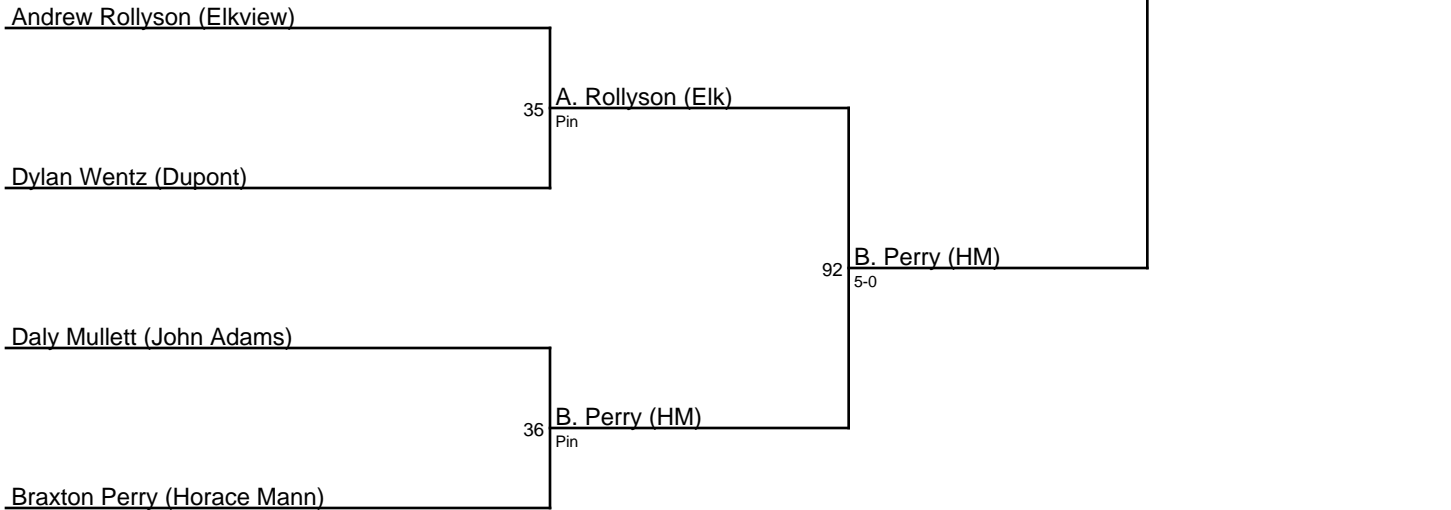 Andrew Rollyson (Elkview)
35 A. Rollyson (Elk)
Pin
Dylan Wentz (Dupont)
92 B. Perry (HM)
5-0
Daly Mullett (John Adams)
36 B. Perry (HM)
Pin
Braxton Perry (Horace Mann)